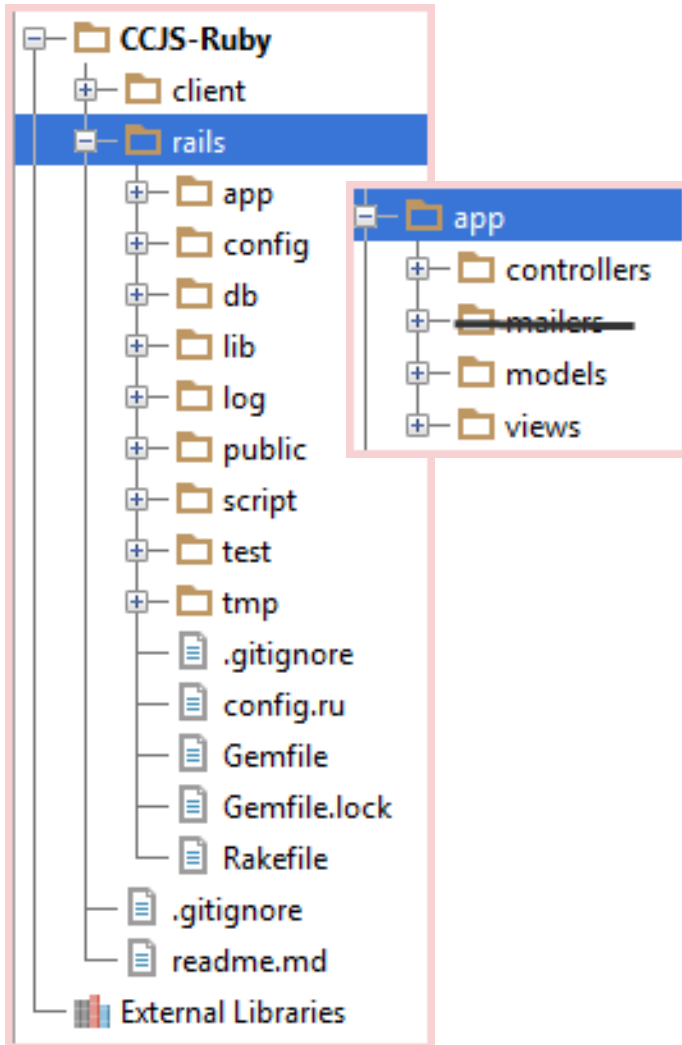 CCJS-Ruby
client
rails
app
config
db
lib
log
public
script
test
tmp
.gitignore
config.ru
Gemfile
Gemfile.lock
Rakefile
.gitignore
readme.md
External Libraries
app
controllers
mailers
models
views